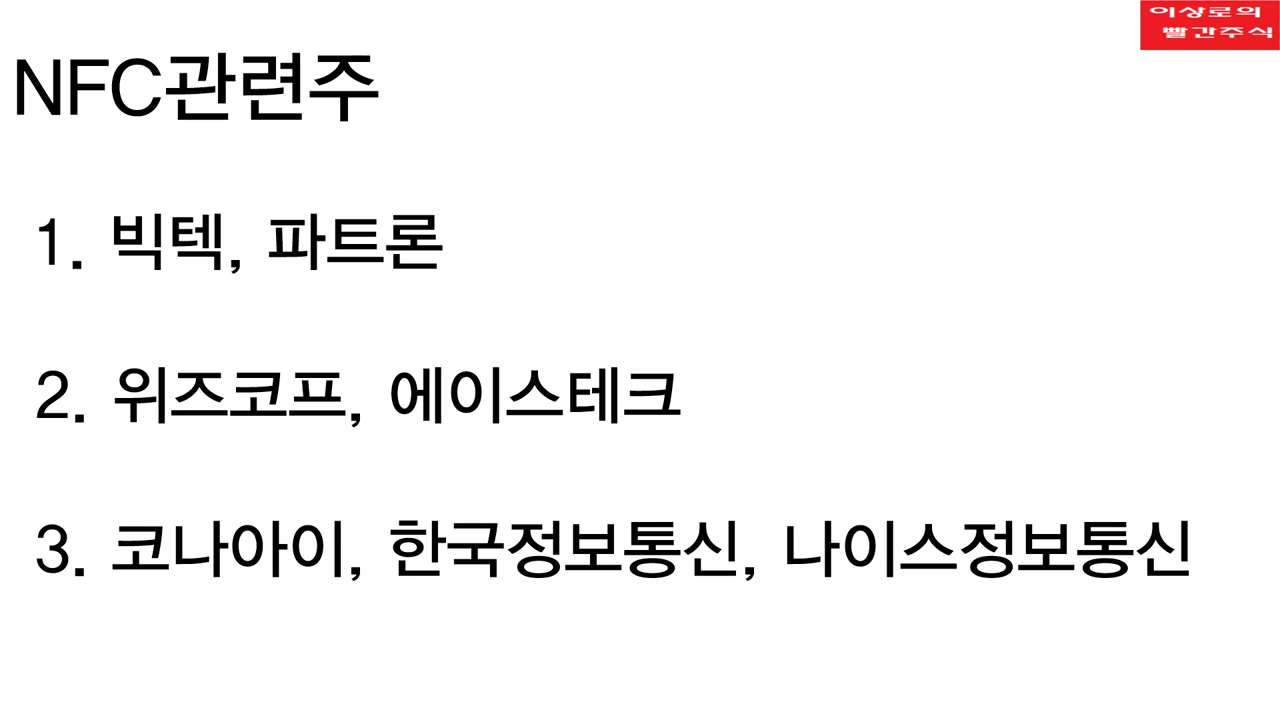 이상로의
빨간주식
NFC관련주
1. 빅텍, 파트론
2. 위즈코프, 에이스테크
3. 코나아이, 한국정보통신, 나이스정보통신